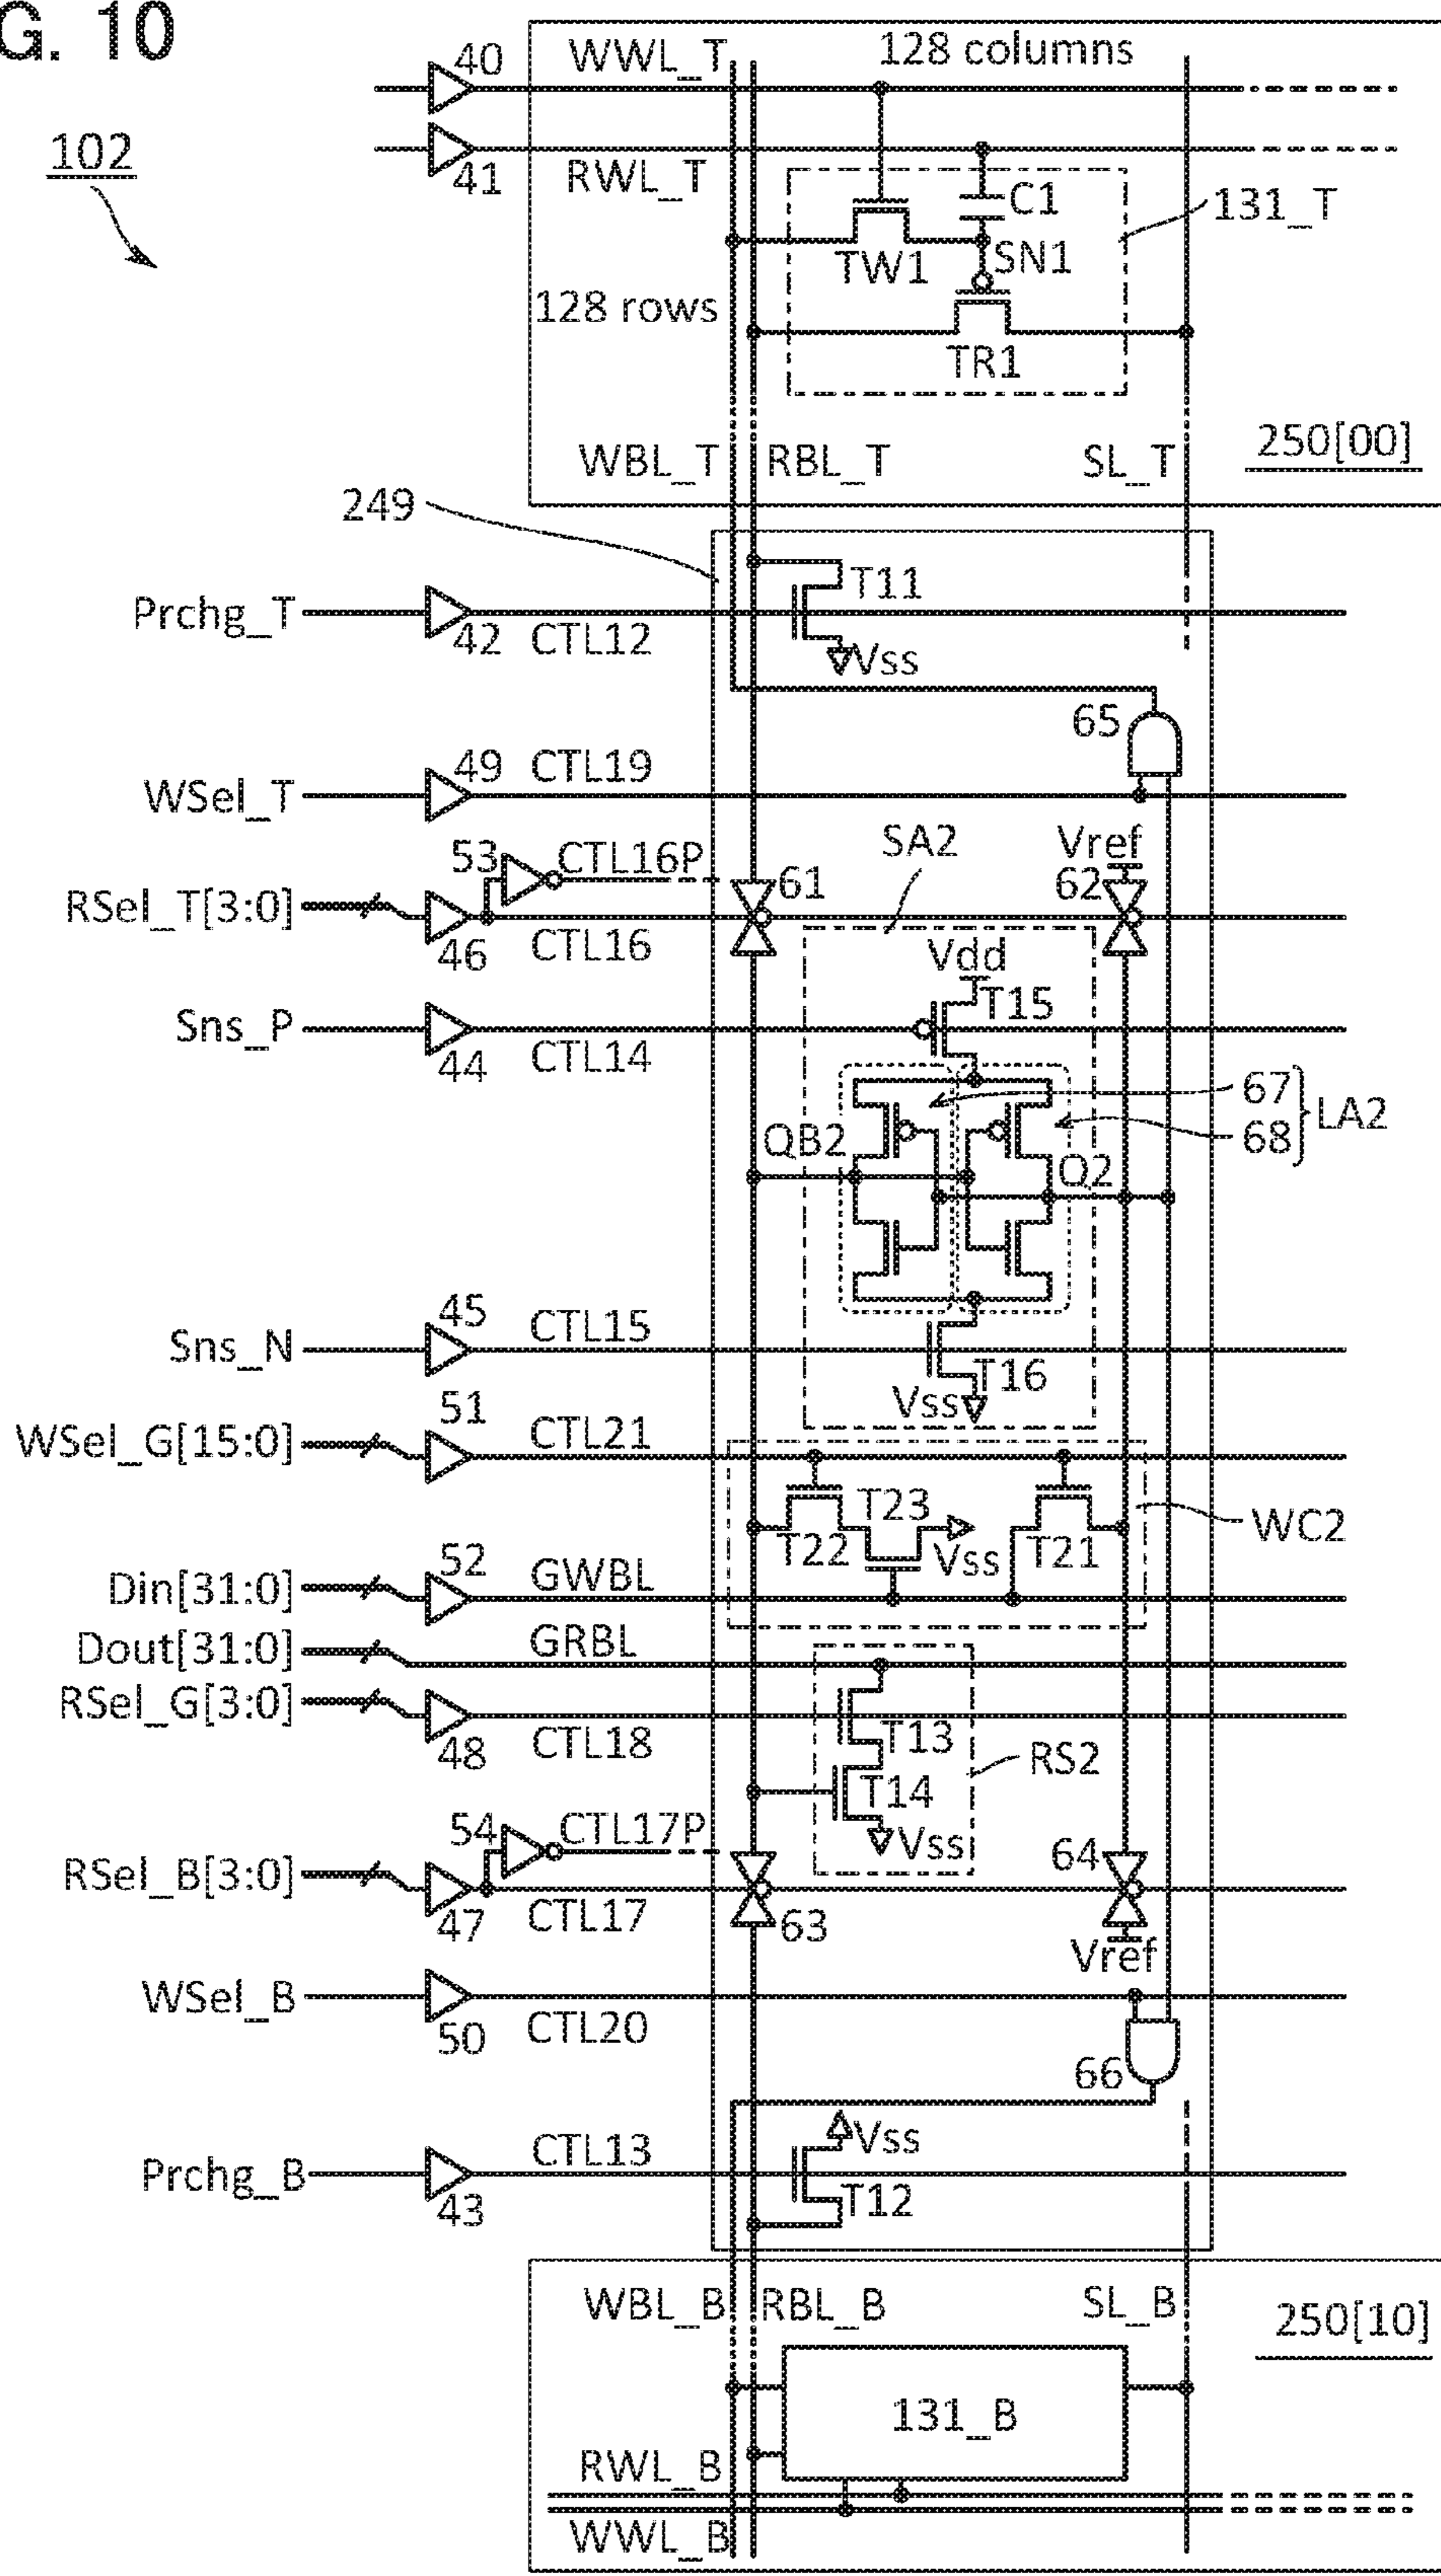 G. 10
102
40
WWL_T
128 columns
41
RWL_T
C1
131_T
TW1
SN1
128 rows
TR1
WBL_T
RBL_T
SL_T
250[00]
249
Prchg_T
42
CTL12
T11
Vss
65
WSel_T
49
CTL19
SA2
Vref
53
CTL16P
61
62
RSel_T[3:0]
46
CTL16
Vdd
T15
Sns_P
44
CTL14
67
68
LA2
QB2
Q2
Sns_N
45
CTL15
T16
Vss
WSel_G[15:0]
51
CTL21
T22
T23
Vss
T21
WC2
Din[31:0]
52
GWBL
Dout[31:0]
GRBL
RSel_G[3:0]
48
CTL18
T13
RS2
T14
Vss
54
CTL17P
64
RSel_B[3:0]
47
CTL17
63
Vref
WSel_B
50
CTL20
66
Vss
Prchg_B
43
CTL13
T12
WBL_B
RBL_B
SL_B
250[10]
131_B
RWL_B
WWL_B